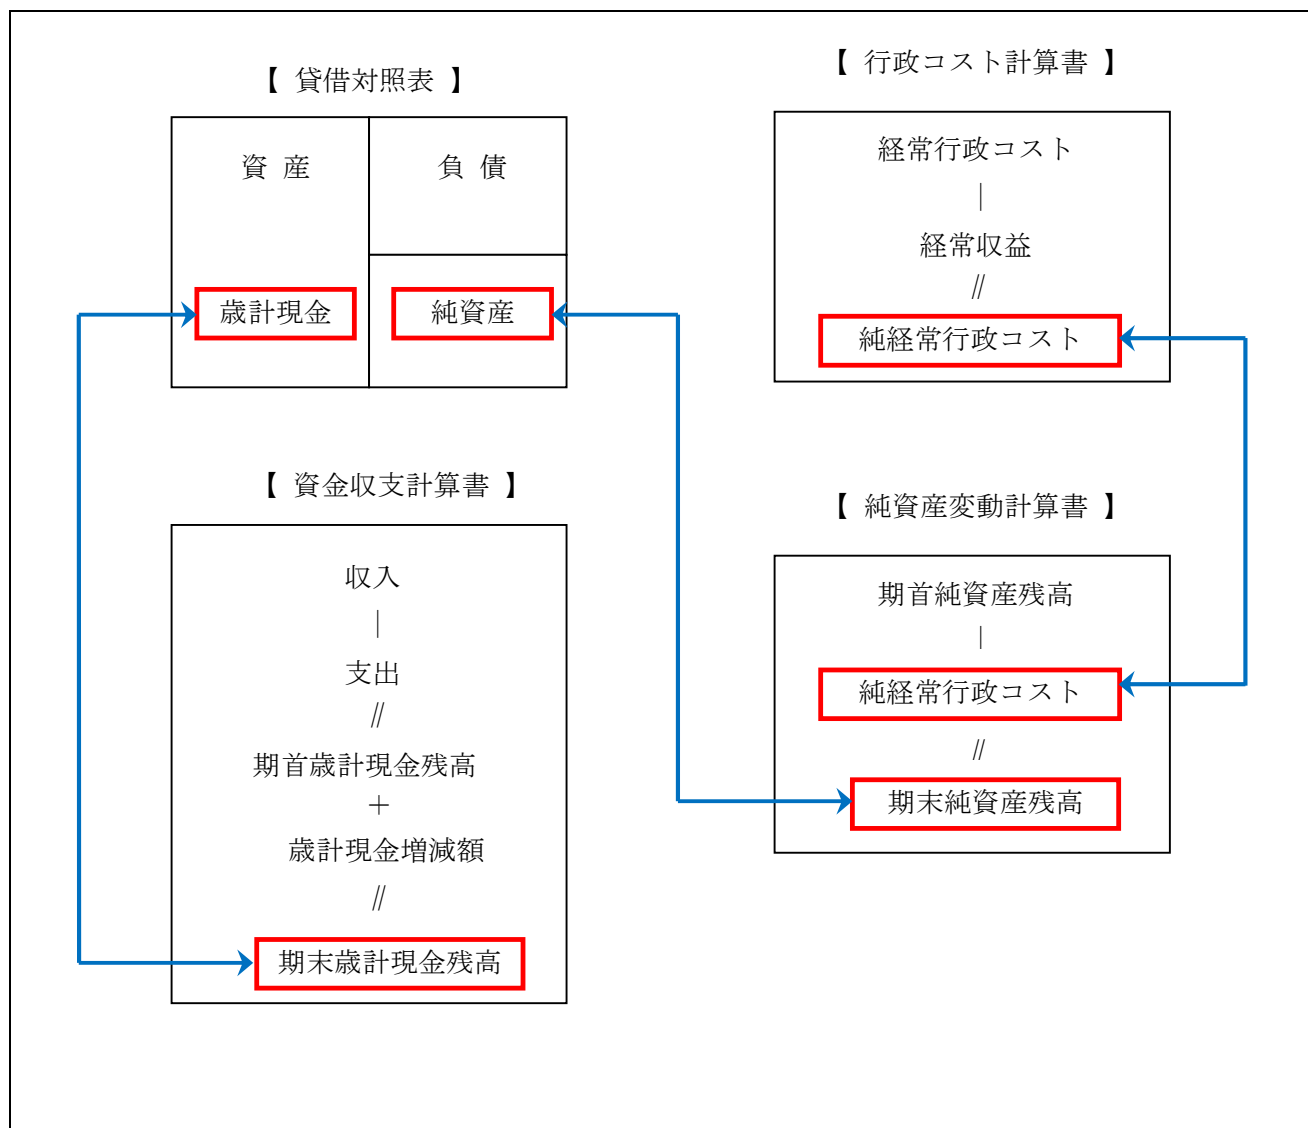 【 貸借対照表 】
資 産
負 債
歳計現金
純資産
【 行政コスト計算書 】
経常行政コスト
｜
経常収益
〃
純経常行政コスト
【 資金収支計算書 】
収入
｜
支出
〃
期首歳計現金残高
＋
歳計現金増減額
〃
期末歳計現金残高
【 純資産変動計算書 】
期首純資産残高
｜
純経常行政コスト
〃
期末純資産残高